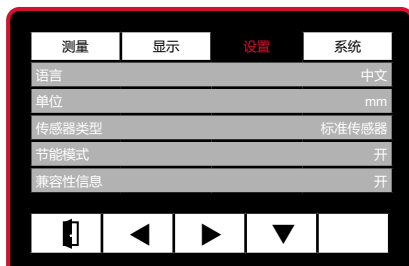 测量 显示 设置 系统
语言 中文
单位 mm
传感器类型 标准传感器
节能模式 开
兼容性信息 开